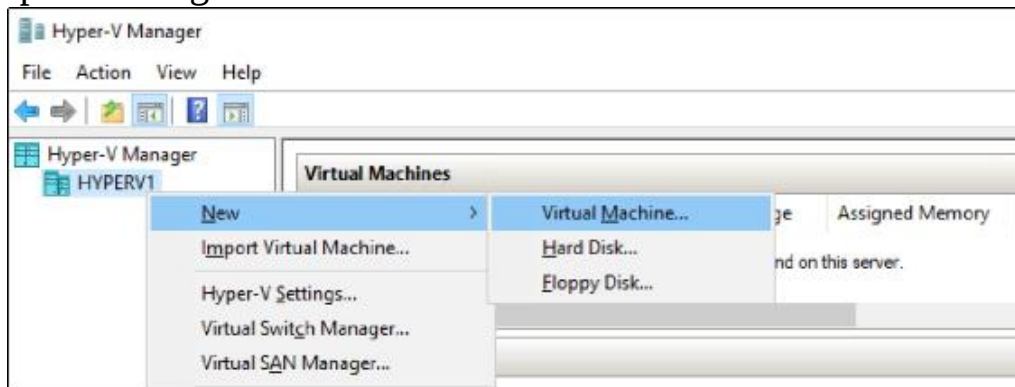 Hyper-V Manager
File Action View Help
Hyper-V Manager
HYPERV1
Virtual Machines
New > Virtual Machine... ge Assigned Memory
Import Virtual Machine... Hard Disk... nd on this server.
Hyper-V Settings... Floppy Disk...
Virtual Switch Manager...
Virtual SAN Manager...